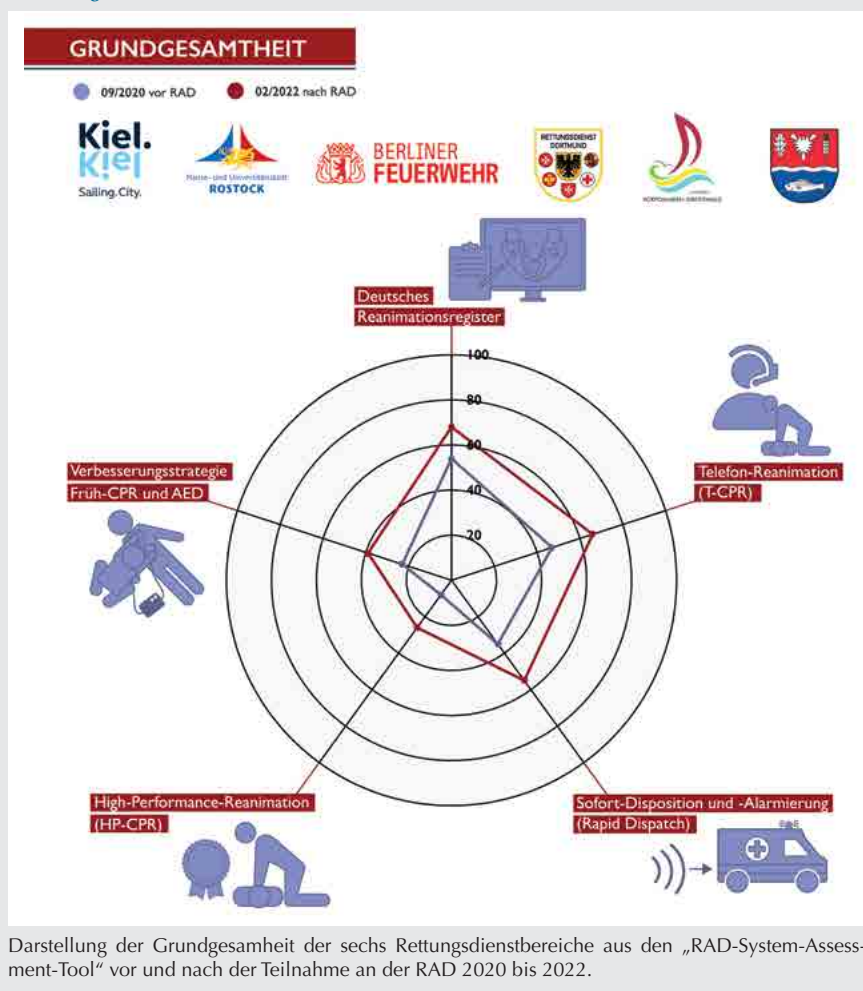 GRUNDGESAMTHEIT
09/2020 vor RAD 02/2022 nach RAD
Kiel.
Kiel
Sailing.City.
Hanse- und Universitätsstadt
ROSTOCK
BERLINER
FEUERWEHR
RETTUNGSDIENST
DORTMUND
Deutsches
Reanimationsregister
100
80
60
40
20
Telefon-Reanimation
(T-CPR)
Verbesserungsstrategie
Früh-CPR und AED
High-Performance-Reanimation
(HP-CPR)
Sofort-Disposition und -Alarmierung
(Rapid Dispatch)
Darstellung der Grundgesamheit der sechs Rettungsdienstbereiche aus den „RAD-System-Assess-
ment-Tool“ vor und nach der Teilnahme an der RAD 2020 bis 2022.